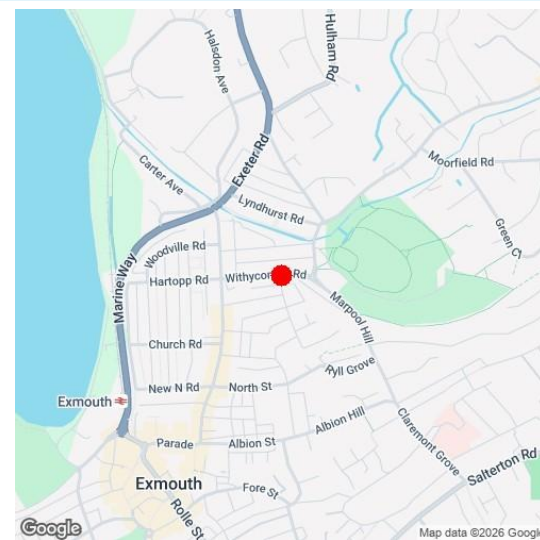 Halsdon Ave
Hulham Rd
Exeter Rd
Carter Ave
Lyndhurst Rd
Moorfield Rd
Green Cl
Woodville Rd
Marine Way
Hartopp Rd
Rd
Marpool Hill
Church Rd
Ryll Grove
New N Rd
North St
Exmouth
Albion Hill
Claremont Grove
Parade
Albion St
Salterton Rd
Exmouth
Fore St
Rolle St
Google
Map data ©2026 Google